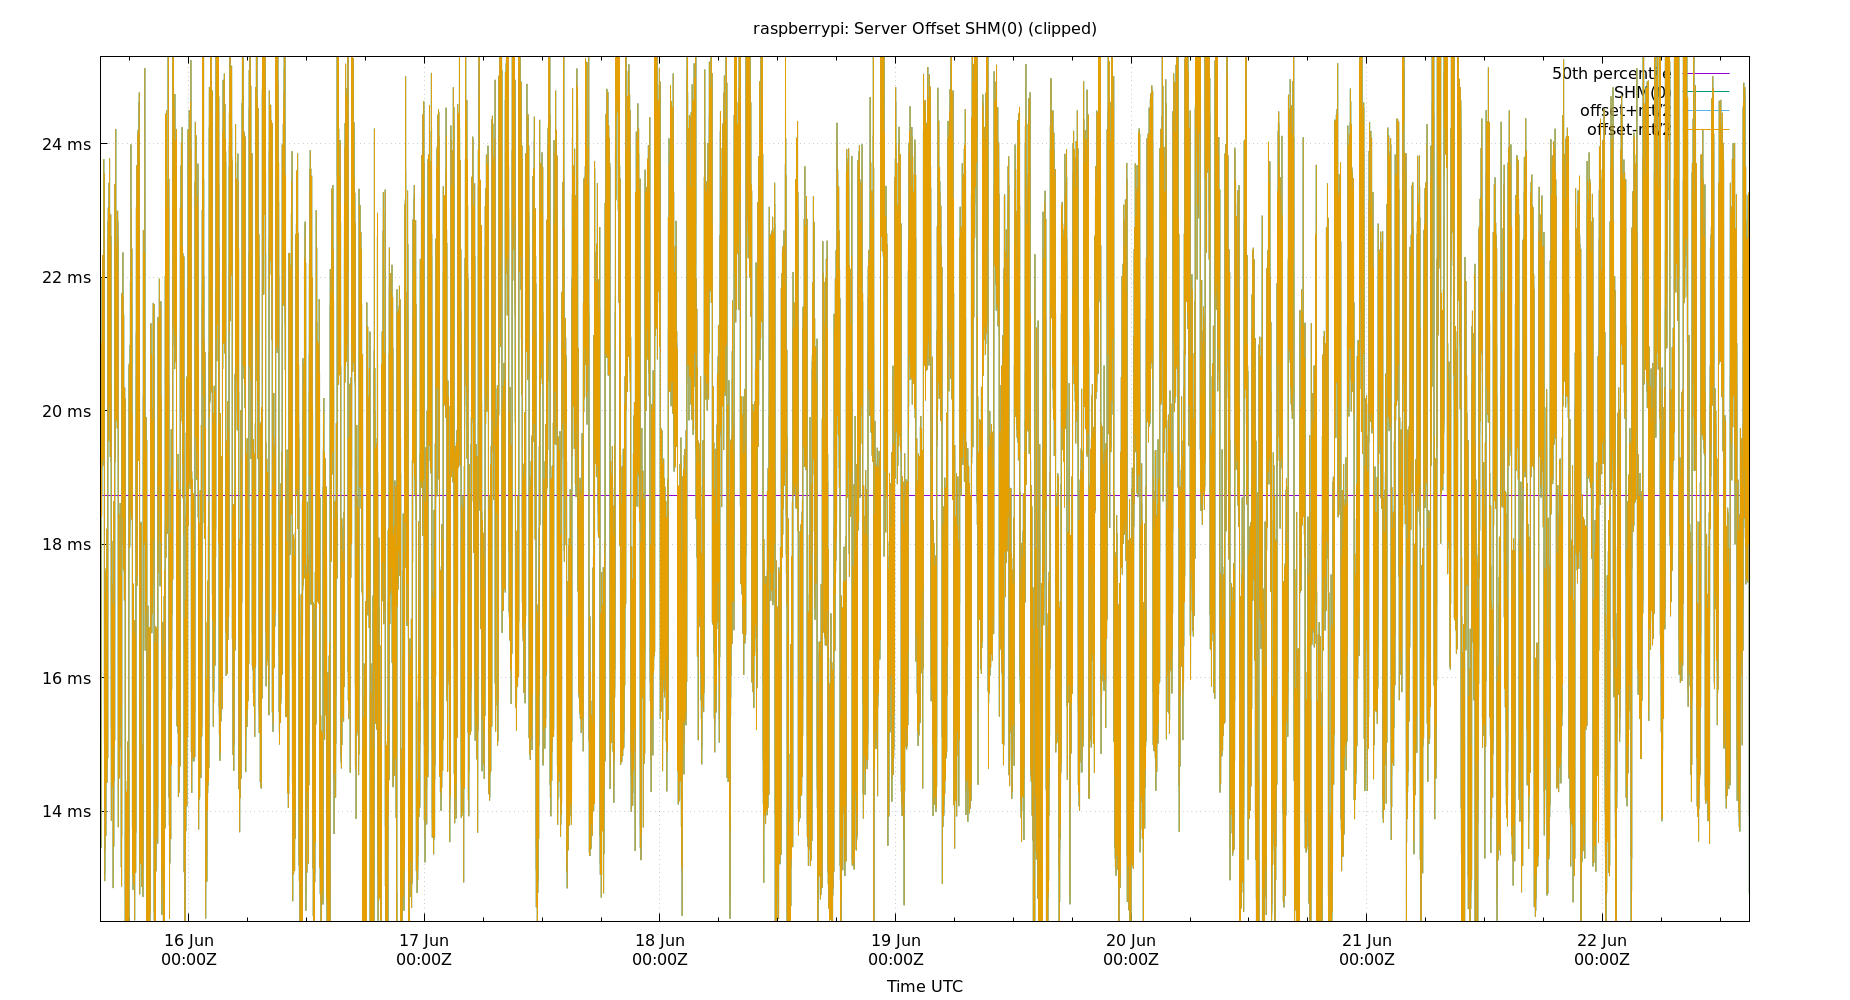 raspberrypi: Server Offset SHM(0) (clipped)
50th percentile
SHM(0)
offset+rtt/2
offset-rtt/2
24 ms
22 ms
20 ms
18 ms
16 ms
14 ms
16 Jun 17 Jun 18 Jun 19 Jun 20 Jun 21 Jun 22 Jun
00:00Z 00:00Z 00:00Z 00:00Z 00:00Z 00:00Z 00:00Z
Time UTC